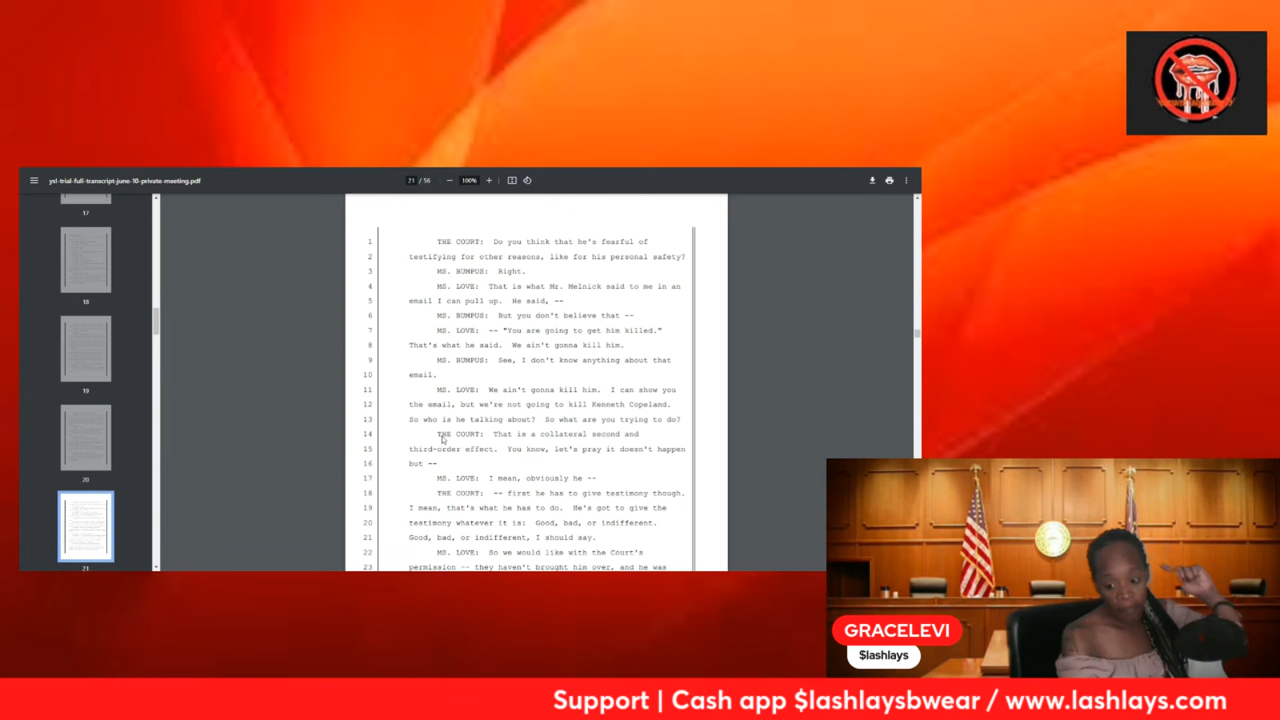 ysl-trial-full-transcript-june-10-private-meeting.pdf
21 / 56
100%
17
18
19
20
21
1 THE COURT: Do you think that he's fearful of
2 testifying for other reasons, like for his personal safety?
3 MS. BUMPUS: Right.
4 MS. LOVE: That is what Mr. Melnick said to me in an
5 email I can pull up. He said, --
6 MS. BUMPUS: But you don't believe that --
7 MS. LOVE: -- "You are going to get him killed."
8 That's what he said. We ain't gonna kill him.
9 MS. BUMPUS: See, I don't know anything about that
10 email.
11 MS. LOVE: We ain't gonna kill him. I can show you
12 the email, but we're not going to kill Kenneth Copeland.
13 So who is he talking about? So what are you trying to do?
14 THE COURT: That is a collateral second and
15 third-order effect. You know, let's pray it doesn't happen
16 but --
17 MS. LOVE: I mean, obviously he --
18 THE COURT: -- first he has to give testimony though.
19 I mean, that's what he has to do. He's got to give the
20 testimony whatever it is: Good, bad, or indifferent.
21 Good, bad, or indifferent, I should say.
22 MS. LOVE: So we would like with the Court's
23 permission -- they haven't brought him over, and he was
GRACELEVI
$lashlays
Support | Cash app $lashlaysbwear / www.lashlays.com